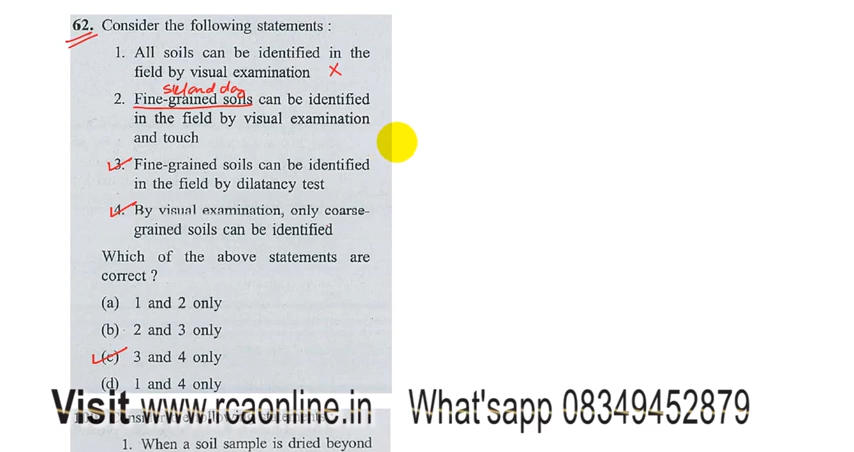 62. Consider the following statements :
1. All soils can be identified in the
field by visual examination
silt and clay
2. Fine-grained soils can be identified
in the field by visual examination
and touch
3. Fine-grained soils can be identified
in the field by dilatancy test
4. By visual examination, only coarse-
grained soils can be identified
Which of the above statements are
correct ?
(a) 1 and 2 only
(b) 2 and 3 only
(c) 3 and 4 only
(d) 1 and 4 only
Visit www.rcaonline.in What'sapp 08349452879
Consider the following statements
1. When a soil sample is dried beyond